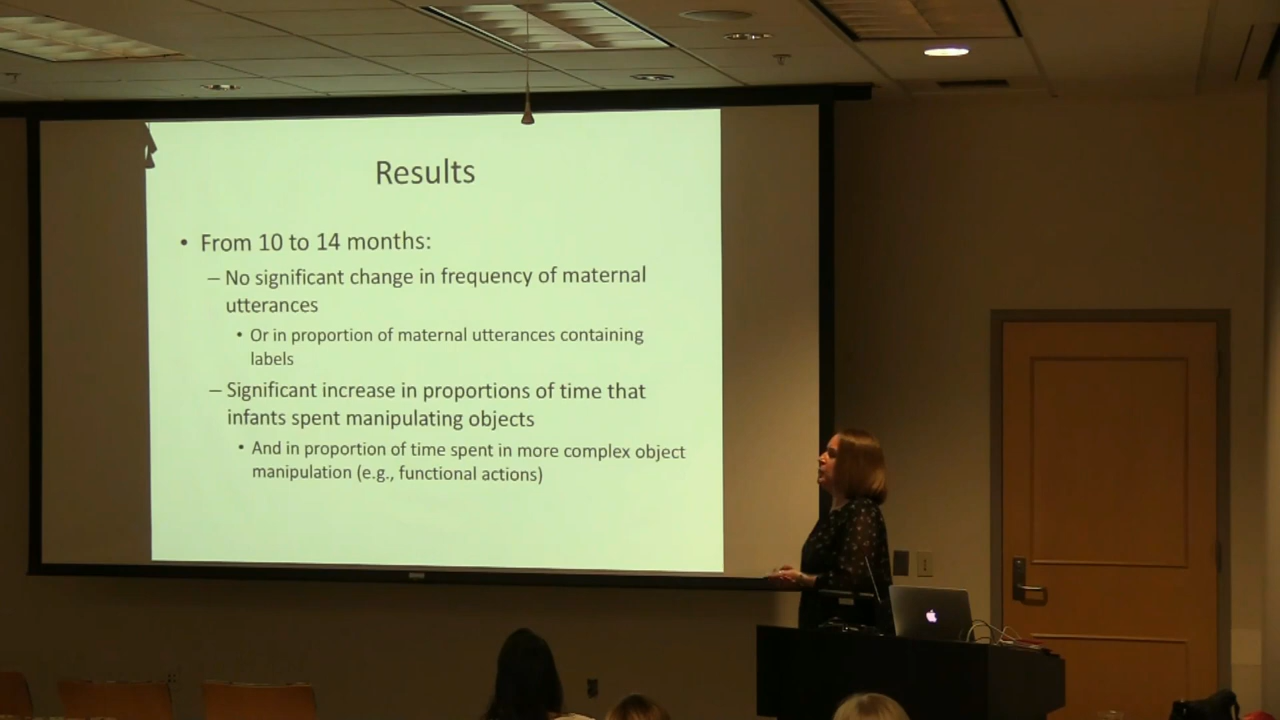 Results
• From 10 to 14 months:
– No significant change in frequency of maternal
utterances
• Or in proportion of maternal utterances containing
labels
– Significant increase in proportions of time that
infants spent manipulating objects
• And in proportion of time spent in more complex object
manipulation (e.g., functional actions)